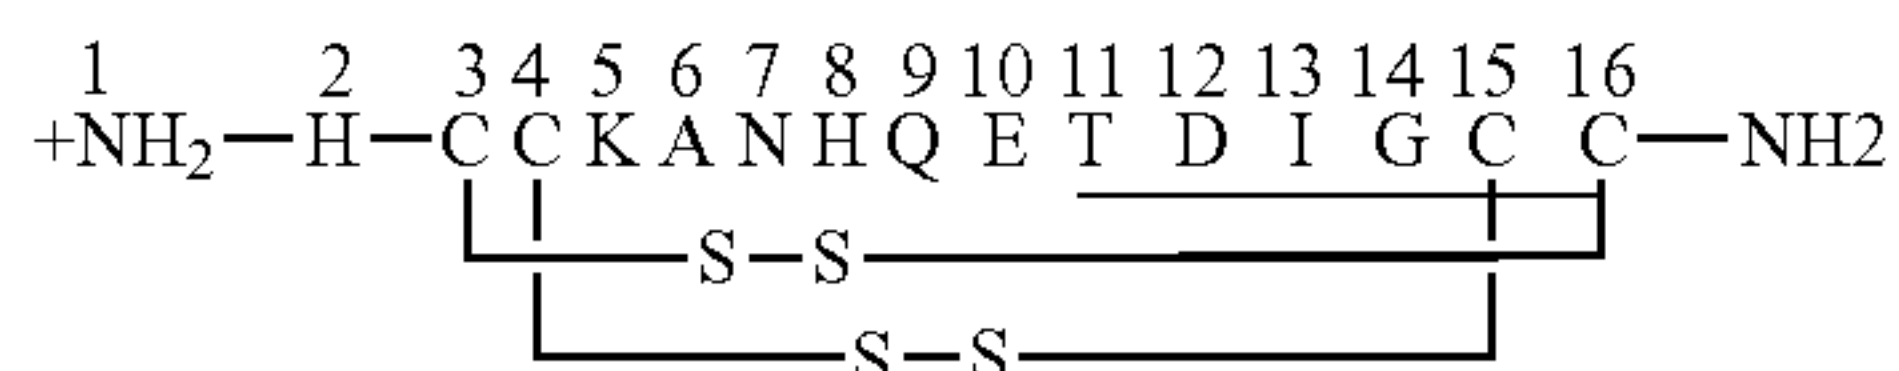 1 2 3 4 5 6 7 8 9 10 11 12 13 14 15 16
+NH₂—H—C C K A N H Q E T D I G C C—NH2
S—S
S—S